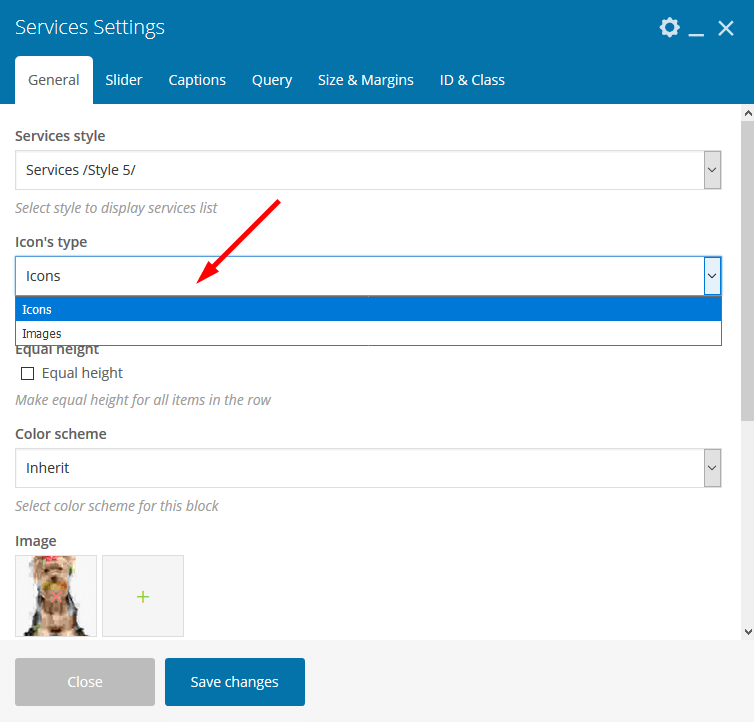 Services Settings
General Slider Captions Query Size & Margins ID & Class
Services style
Services /Style 5/
Select style to display services list
Icon's type
Icons
Icons
Images
Equal height
Equal height
Make equal height for all items in the row
Color scheme
Inherit
Select color scheme for this block
Image
+
Close Save changes